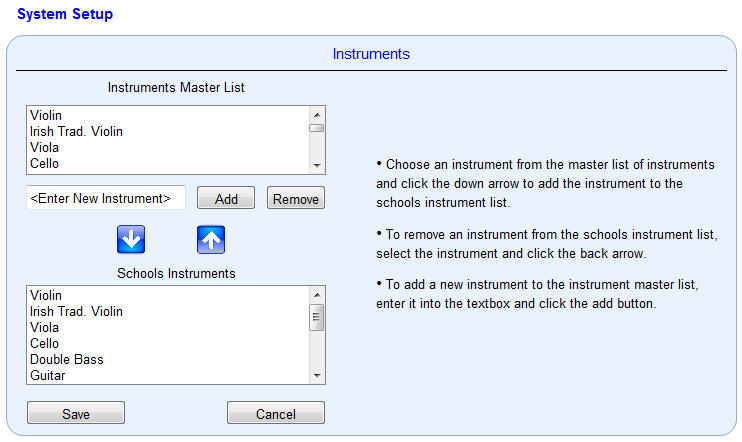 System Setup
Instruments
Instruments Master List
Violin
Irish Trad. Violin
Viola
Cello
<Enter New Instrument>
Add
Remove
Schools Instruments
Violin
Irish Trad. Violin
Viola
Cello
Double Bass
Guitar
Save
Cancel
• Choose an instrument from the master list of instruments
and click the down arrow to add the instrument to the
schools instrument list.
• To remove an instrument from the schools instrument list,
select the instrument and click the back arrow.
• To add a new instrument to the instrument master list,
enter it into the textbox and click the add button.